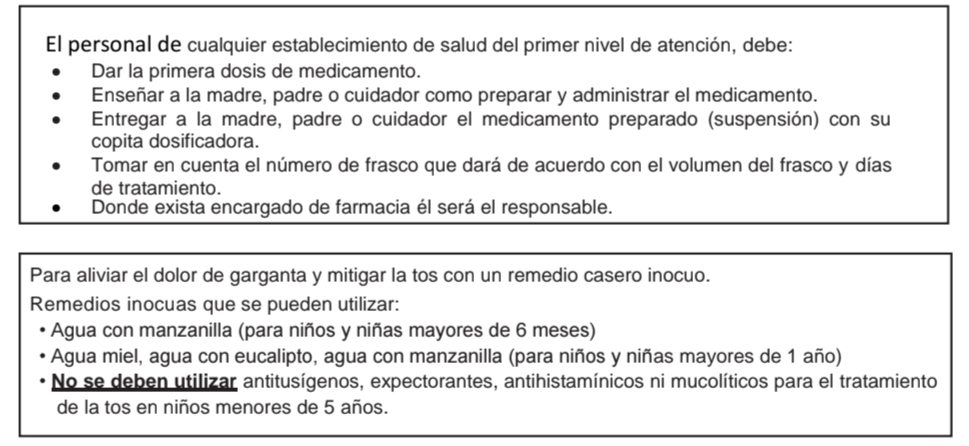 El personal de cualquier establecimiento de salud del primer nivel de atención, debe:
• Dar la primera dosis de medicamento.
• Enseñar a la madre, padre o cuidador como preparar y administrar el medicamento.
• Entregar a la madre, padre o cuidador el medicamento preparado (suspensión) con su
copita dosificadora.
• Tomar en cuenta el número de frasco que dará de acuerdo con el volumen del frasco y días
de tratamiento.
• Donde exista encargado de farmacia él será el responsable.
Para aliviar el dolor de garganta y mitigar la tos con un remedio casero inocuo.
Remedios inocuas que se pueden utilizar:
• Agua con manzanilla (para niños y niñas mayores de 6 meses)
• Agua miel, agua con eucalipto, agua con manzanilla (para niños y niñas mayores de 1 año)
• No se deben utilizar antitusígenos, expectorantes, antihistamínicos ni mucolíticos para el tratamiento
de la tos en niños menores de 5 años.